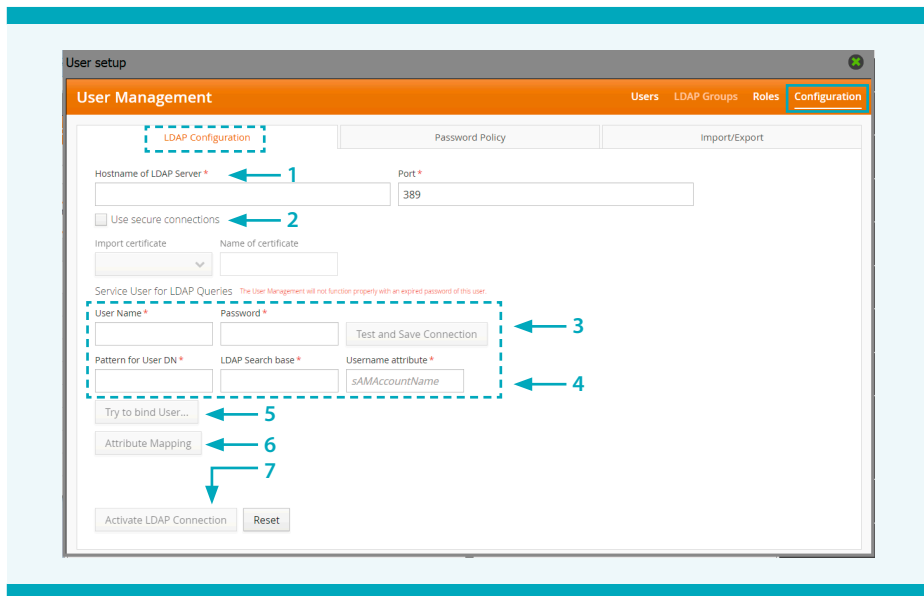 User setup
User Management Users LDAP Groups Roles Configuration
LDAP Configuration Password Policy Import/Export
Hostname of LDAP Server * 1 Port *
389
Use secure connections 2
Import certificate Name of certificate
Service User for LDAP Queries The User Management will not function properly with an expired password of this user.
User Name * Password *
Test and Save Connection 3
Pattern for User DN * LDAP Search base * Username attribute *
sAMAccountName 4
Try to bind User... 5
Attribute Mapping 6
7
Activate LDAP Connection Reset